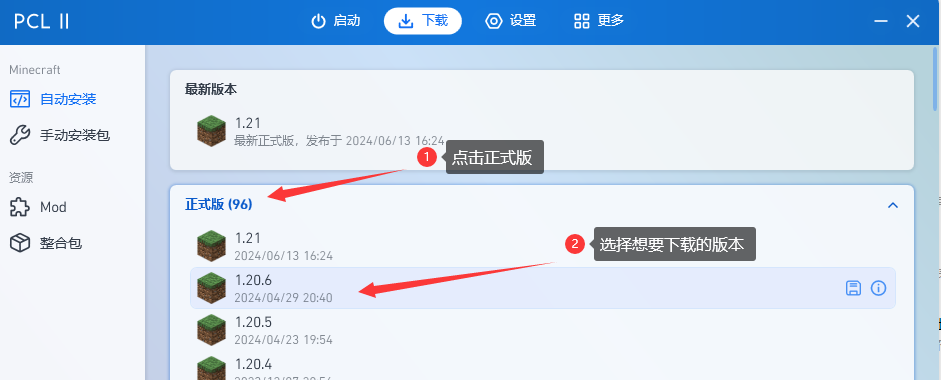 PCL II
启动
下载
设置
更多
Minecraft
自动安装
手动安装包
资源
Mod
整合包
最新版本
1.21
最新正式版，发布于 2024/06/13 16:24
1 点击正式版
正式版 (96)
1.21
2024/06/13 16:24
2 选择想要下载的版本
1.20.6
2024/04/29 20:40
1.20.5
2024/04/23 19:54
1.20.4